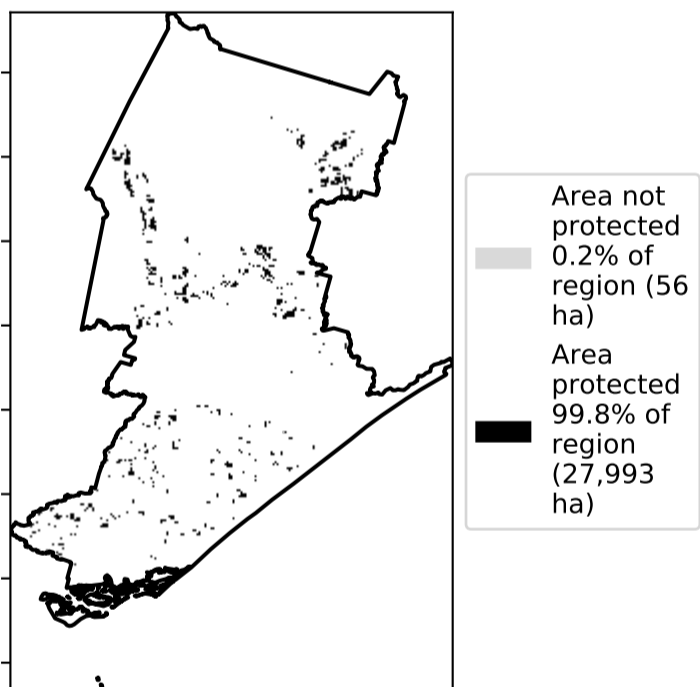 Area not
protected
0.2% of
region (56
ha)
Area
protected
99.8% of
region
(27,993
ha)